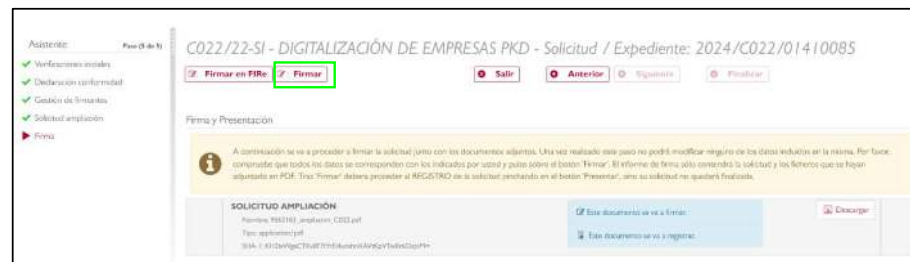 Asistente Paso (5 de 5)
Verificaciones iniciales
Declaración conformidad
Gestión de firmantes
Solicitud ampliación
Firma
C022/22-SI - DIGITALIZACIÓN DE EMPRESAS PKD - Solicitud / Expediente: 2024/C022/01410085
Firmar en FIRe Firmar Salir Anterior Siguiente Finalizar
Firma y Presentación
A continuación se va a proceder a firmar la solicitud junto con los documentos adjuntos. Una vez realizado este paso no podrá modificar ninguno de los datos incluidos en la misma. Por favor,
compruebe que todos los datos se corresponden con los indicados por usted y pulse sobre el botón 'Firmar'. El informe de firma sólo contendrá la solicitud y los ficheros que se hayan
adjuntado en PDF. Tras 'Firmar' deberá proceder al REGISTRO de la solicitud pinchando en el botón 'Presentar', sino su solicitud no quedará finalizada.
SOLICITUD AMPLIACIÓN
Este documento se va a firmar.
Descargar
Tipo: application/pdf
Este documento se va a registrar.